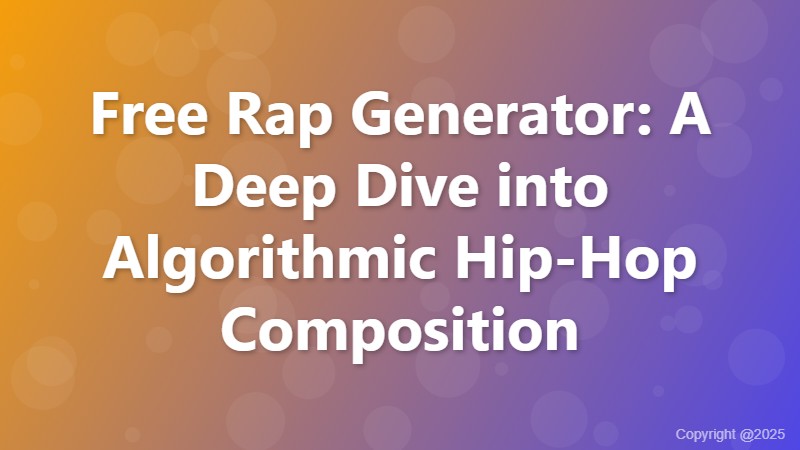 Free Rap Generator: A
Deep Dive into
Algorithmic Hip-Hop
Composition
Copyright @2025